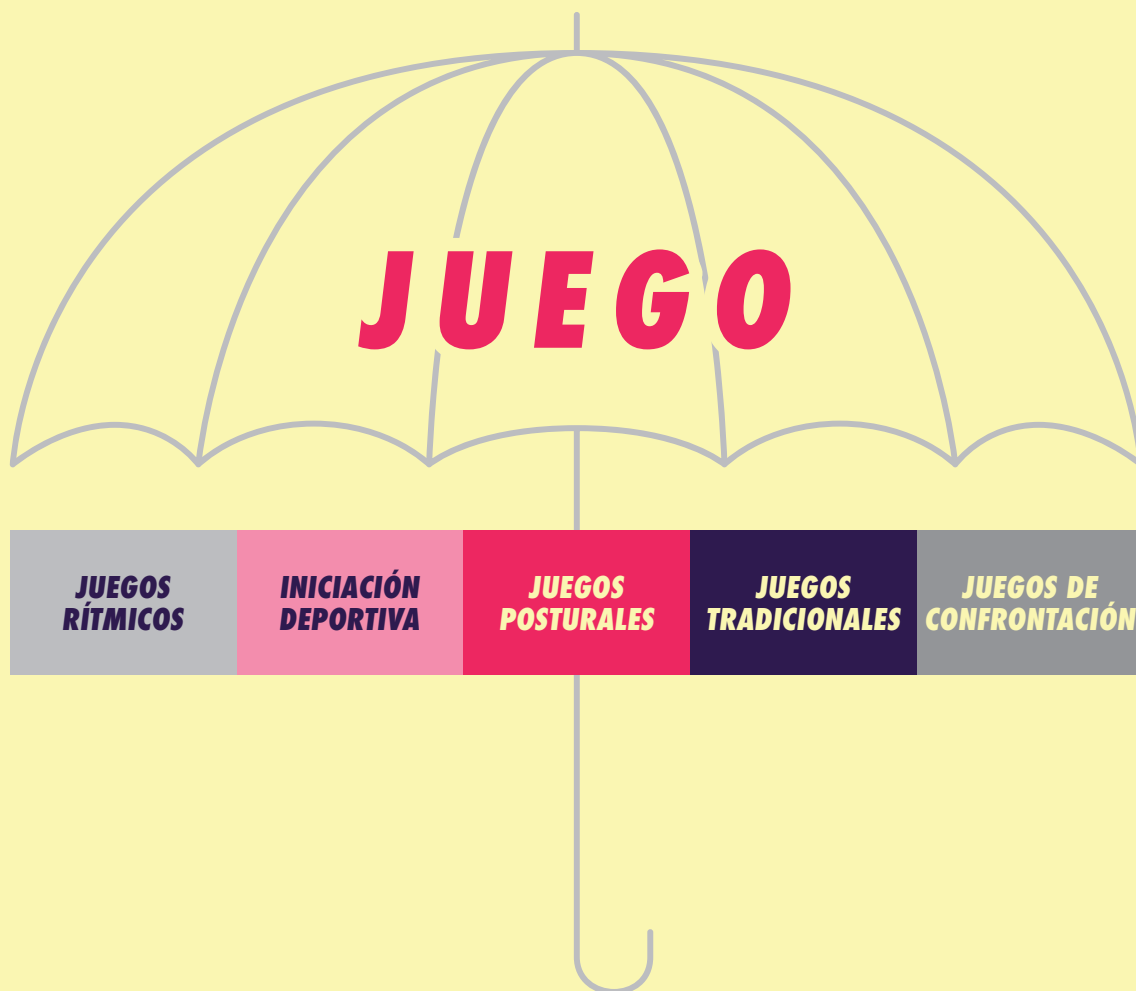 JUEGO
JUEGOS
RÍTMICOS
INICIACIÓN
DEPORTIVA
JUEGOS
POSTURALES
JUEGOS
TRADICIONALES
JUEGOS DE
CONFRONTACIÓN